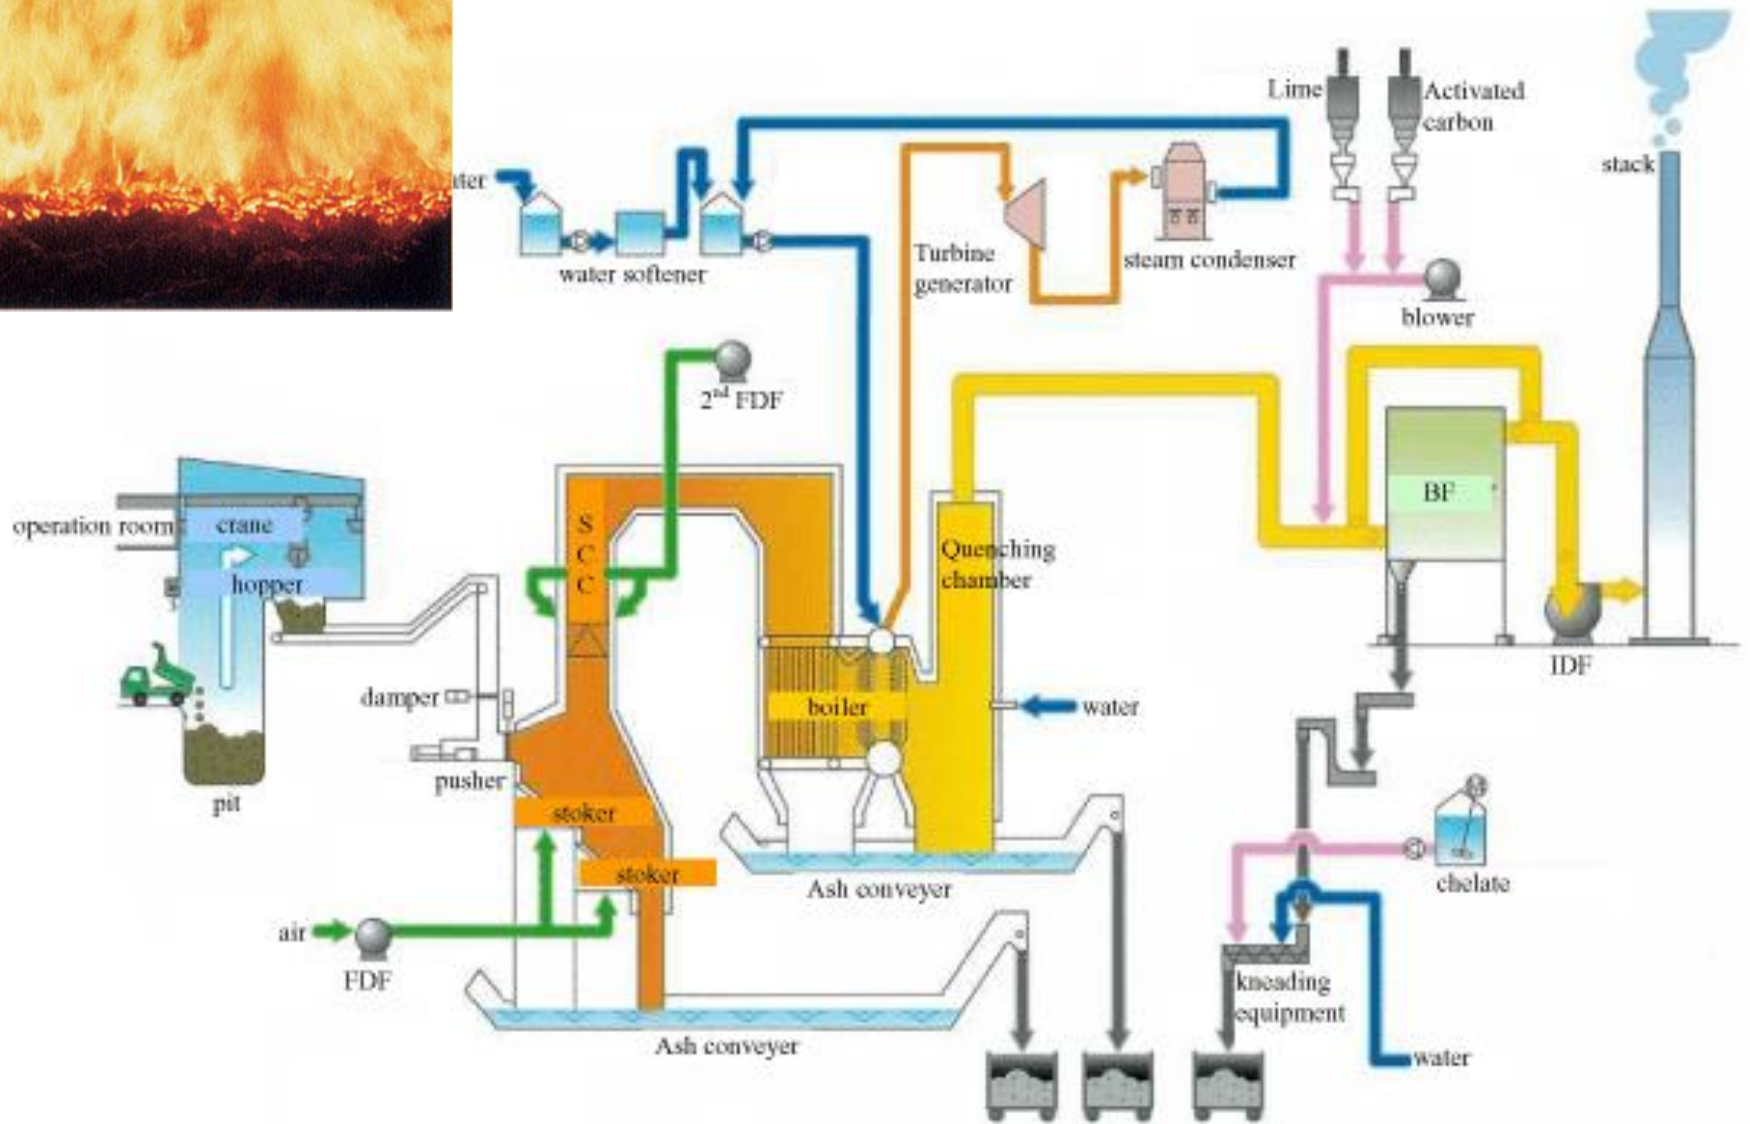 Lime
Activated
carbon
stack
water softener
Turbine
generator
steam condenser
blower
2nd FDF
operation room
crane
hopper
S
C
C
Quenching
chamber
BF
IDF
damper
boiler
water
pusher
pit
stoker
stoker
Ash conveyer
chelate
air
FDF
kneading
equipment
Ash conveyer
water